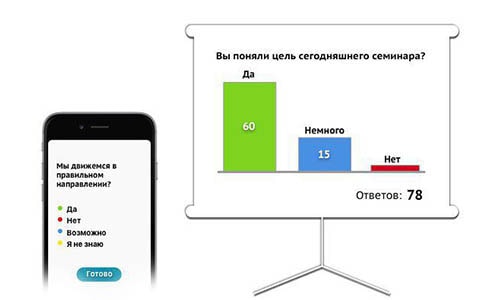 Мы движемся в
правильном
направлении?
Да
Нет
Возможно
Я не знаю
Готово
Вы поняли цель сегодняшнего семинара?
Да
60
Немного
15
Нет
Ответов: 78